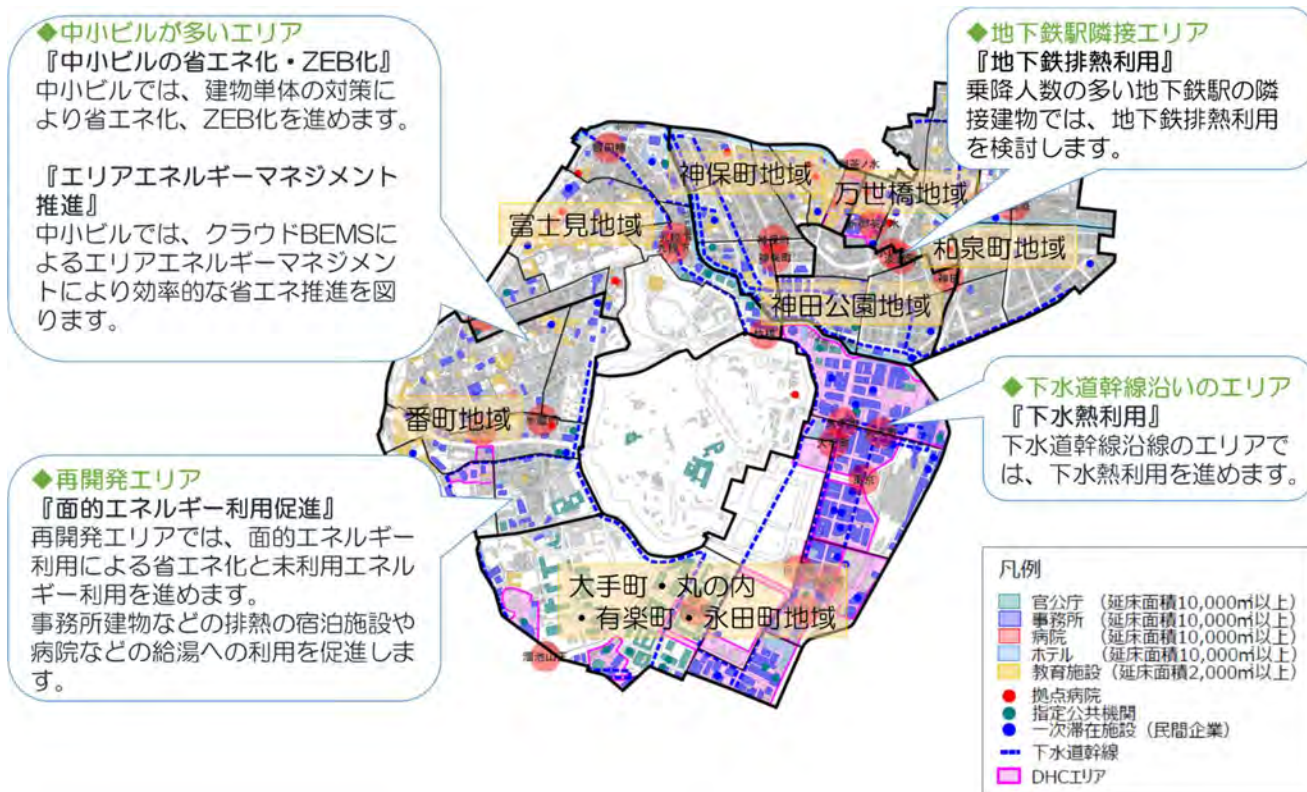 ◆中小ビルが多いエリア
『中小ビルの省エネ化・ZEB化』
中小ビルでは、建物単体の対策に
より省エネ化、ZEB化を進めます。
『エリアエネルギーマネジメント
推進』
中小ビルでは、クラウドBEMSに
よるエリアエネルギーマネジメン
トにより効率的な省エネ推進を図
ります。
◆地下鉄駅隣接エリア
『地下鉄排熱利用』
乗降人数の多い地下鉄駅の隣
接建物では、地下鉄排熱利用
を検討します。
神保町地域
万世橋地域
富士見地域
和泉町地域
神田公園地域
番町地域
大手町・丸の内
・有楽町・永田町地域
◆再開発エリア
『面的エネルギー利用促進』
再開発エリアでは、面的エネルギー
利用による省エネ化と未利用エネル
ギー利用を進めます。
事務所建物などの排熱の宿泊施設や
病院などの給湯への利用を促進しま
す。
◆下水道幹線沿いのエリア
『下水熱利用』
下水道幹線沿線のエリアで
は、下水熱利用を進めます。
凡例
官公庁 （延床面積10,000㎡以上）
事務所 （延床面積10,000㎡以上）
病院 （延床面積10,000㎡以上）
ホテル （延床面積10,000㎡以上）
教育施設（延床面積2,000㎡以上）
拠点病院
指定公共機関
一次滞在施設（民間企業）
下水道幹線
DHCエリア